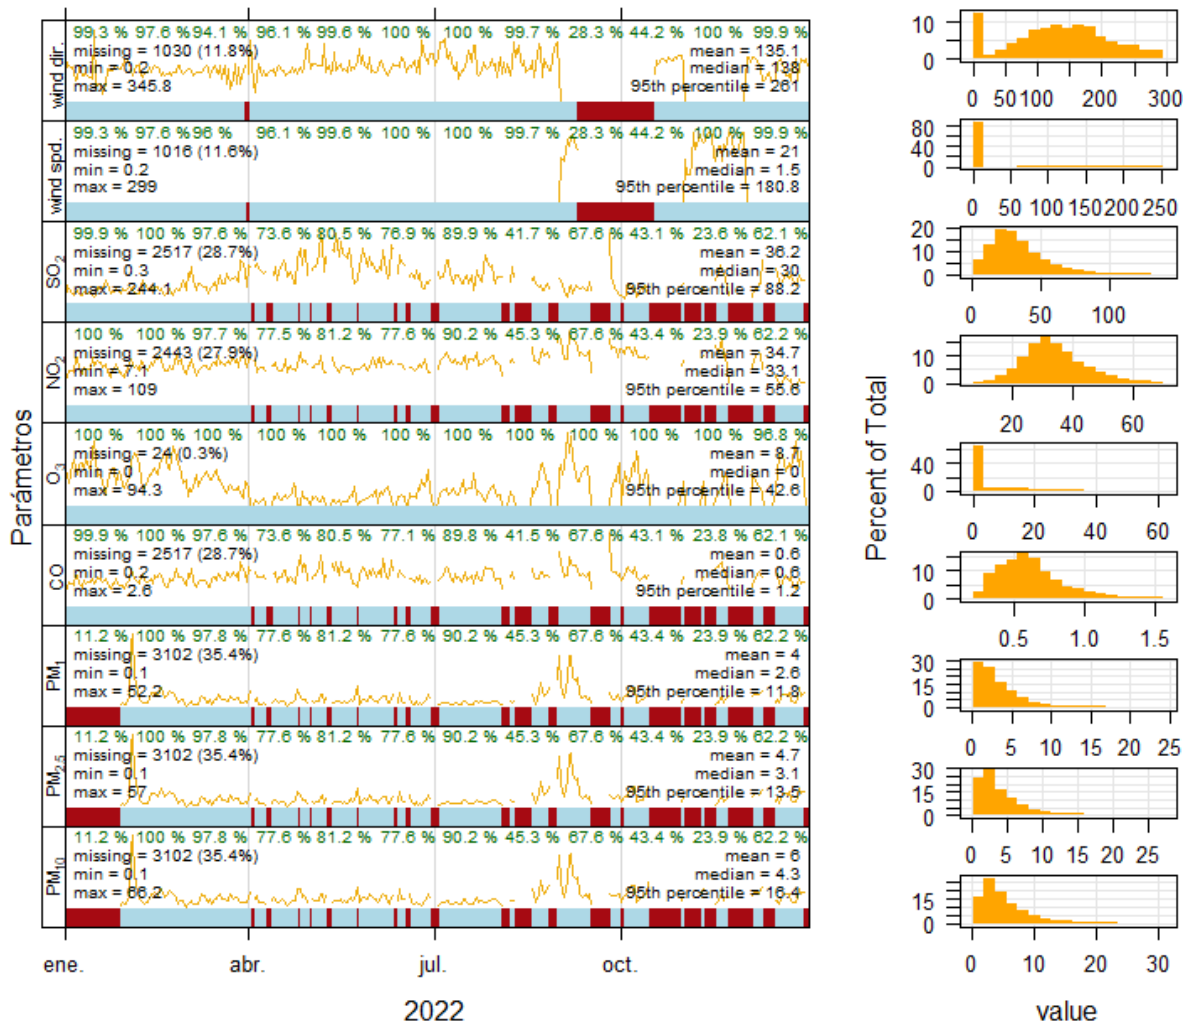 Parámetros
wind dir.
99.3 % 97.6 % 94.1 % 96.1 % 99.6 % 100 % 100 % 99.7 % 28.3 % 44.2 % 100 % 99.9 %
missing = 1030 (11.8%)
min = 0.2
max = 345.8
mean = 135.1
median = 138
95th percentile = 261
wind spd.
99.3 % 97.6 % 96 % 96.1 % 99.6 % 100 % 100 % 99.7 % 28.3 % 44.2 % 100 % 99.9 %
missing = 1016 (11.6%)
min = 0.2
max = 299
mean = 21
median = 1.5
95th percentile = 180.8
SO2
99.9 % 100 % 97.6 % 73.6 % 80.5 % 76.9 % 89.9 % 41.7 % 67.6 % 43.1 % 23.6 % 62.1 %
missing = 2517 (28.7%)
min = 0.3
max = 244.1
mean = 36.2
median = 30
95th percentile = 88.2
NO2
100 % 100 % 97.7 % 77.5 % 81.2 % 77.6 % 90.2 % 45.3 % 67.6 % 43.4 % 23.9 % 62.2 %
missing = 2443 (27.9%)
min = 7.1
max = 109
mean = 34.7
median = 33.1
95th percentile = 55.6
O3
100 % 100 % 100 % 100 % 100 % 100 % 100 % 100 % 100 % 100 % 100 % 96.8 %
missing = 24 (0.3%)
min = 0
max = 94.3
mean = 8.7
median = 0
95th percentile = 42.6
CO
99.9 % 100 % 97.6 % 73.6 % 80.5 % 77.1 % 89.8 % 41.5 % 67.6 % 43.1 % 23.8 % 62.1 %
missing = 2517 (28.7%)
min = 0.2
max = 2.6
mean = 0.6
median = 0.6
95th percentile = 1.2
PM1
11.2 % 100 % 97.8 % 77.6 % 81.2 % 77.6 % 90.2 % 45.3 % 67.6 % 43.4 % 23.9 % 62.2 %
missing = 3102 (35.4%)
min = 0.1
max = 52.2
mean = 4
median = 2.6
95th percentile = 11.8
PM2.5
11.2 % 100 % 97.8 % 77.6 % 81.2 % 77.6 % 90.2 % 45.3 % 67.6 % 43.4 % 23.9 % 62.2 %
missing = 3102 (35.4%)
min = 0.1
max = 57
mean = 4.7
median = 3.1
95th percentile = 13.5
PM10
11.2 % 100 % 97.8 % 77.6 % 81.2 % 77.6 % 90.2 % 45.3 % 67.6 % 43.4 % 23.9 % 62.2 %
missing = 3102 (35.4%)
min = 0.1
max = 66.2
mean = 6
median = 4.3
95th percentile = 16.4
ene. abr. jul. oct.
2022
Percent of Total
10
0
0 50 100 200 300
80
40
0
0 50 100 150 200 250
20
10
0
0 50 100
10
0
20 40 60
40
0
0 20 40 60
10
0
0.5 1.0 1.5
30
15
0
0 5 10 15 20 25
30
15
0
0 5 10 15 20 25
15
0
0 10 20 30
value